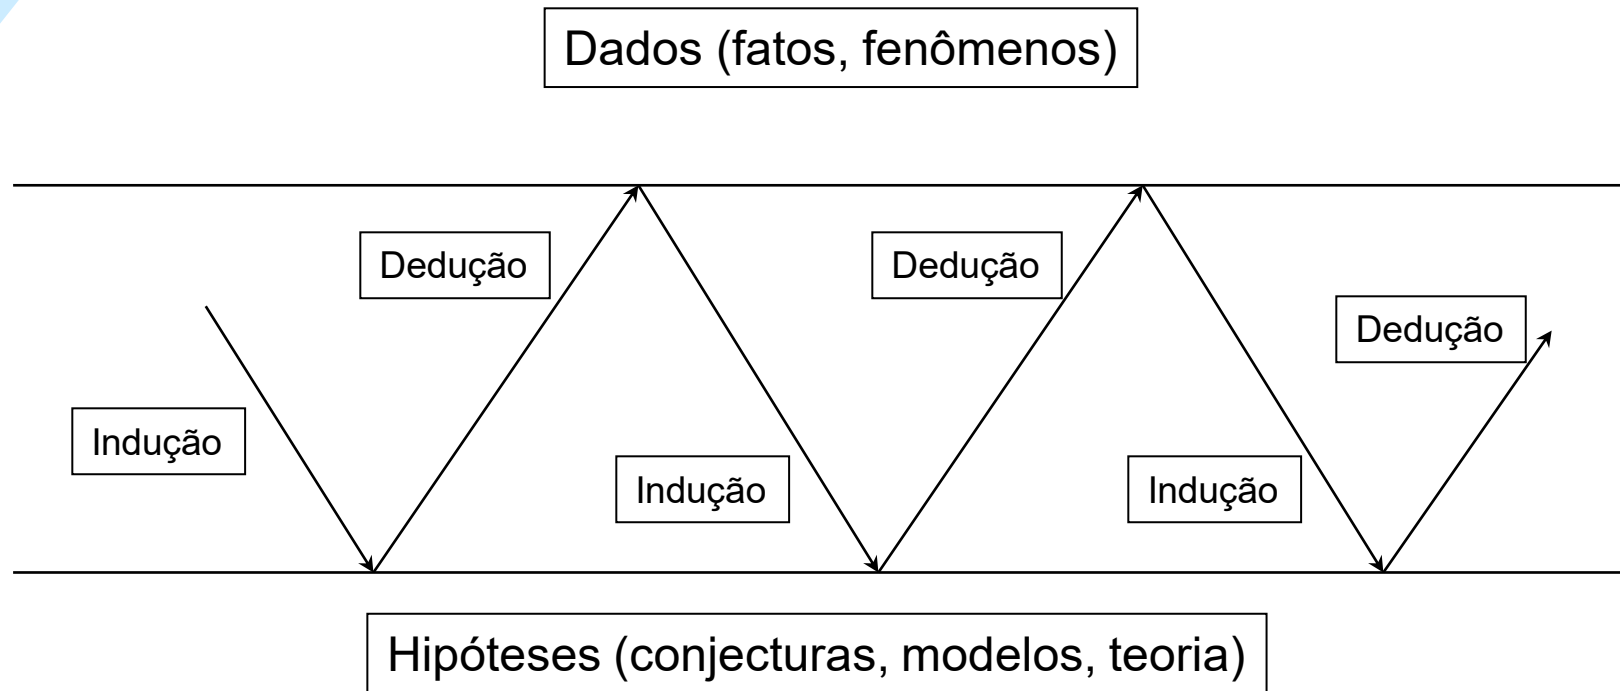 Dados (fatos, fenômenos)
Dedução
Dedução
Dedução
Indução
Indução
Indução
Hipóteses (conjecturas, modelos, teoria)